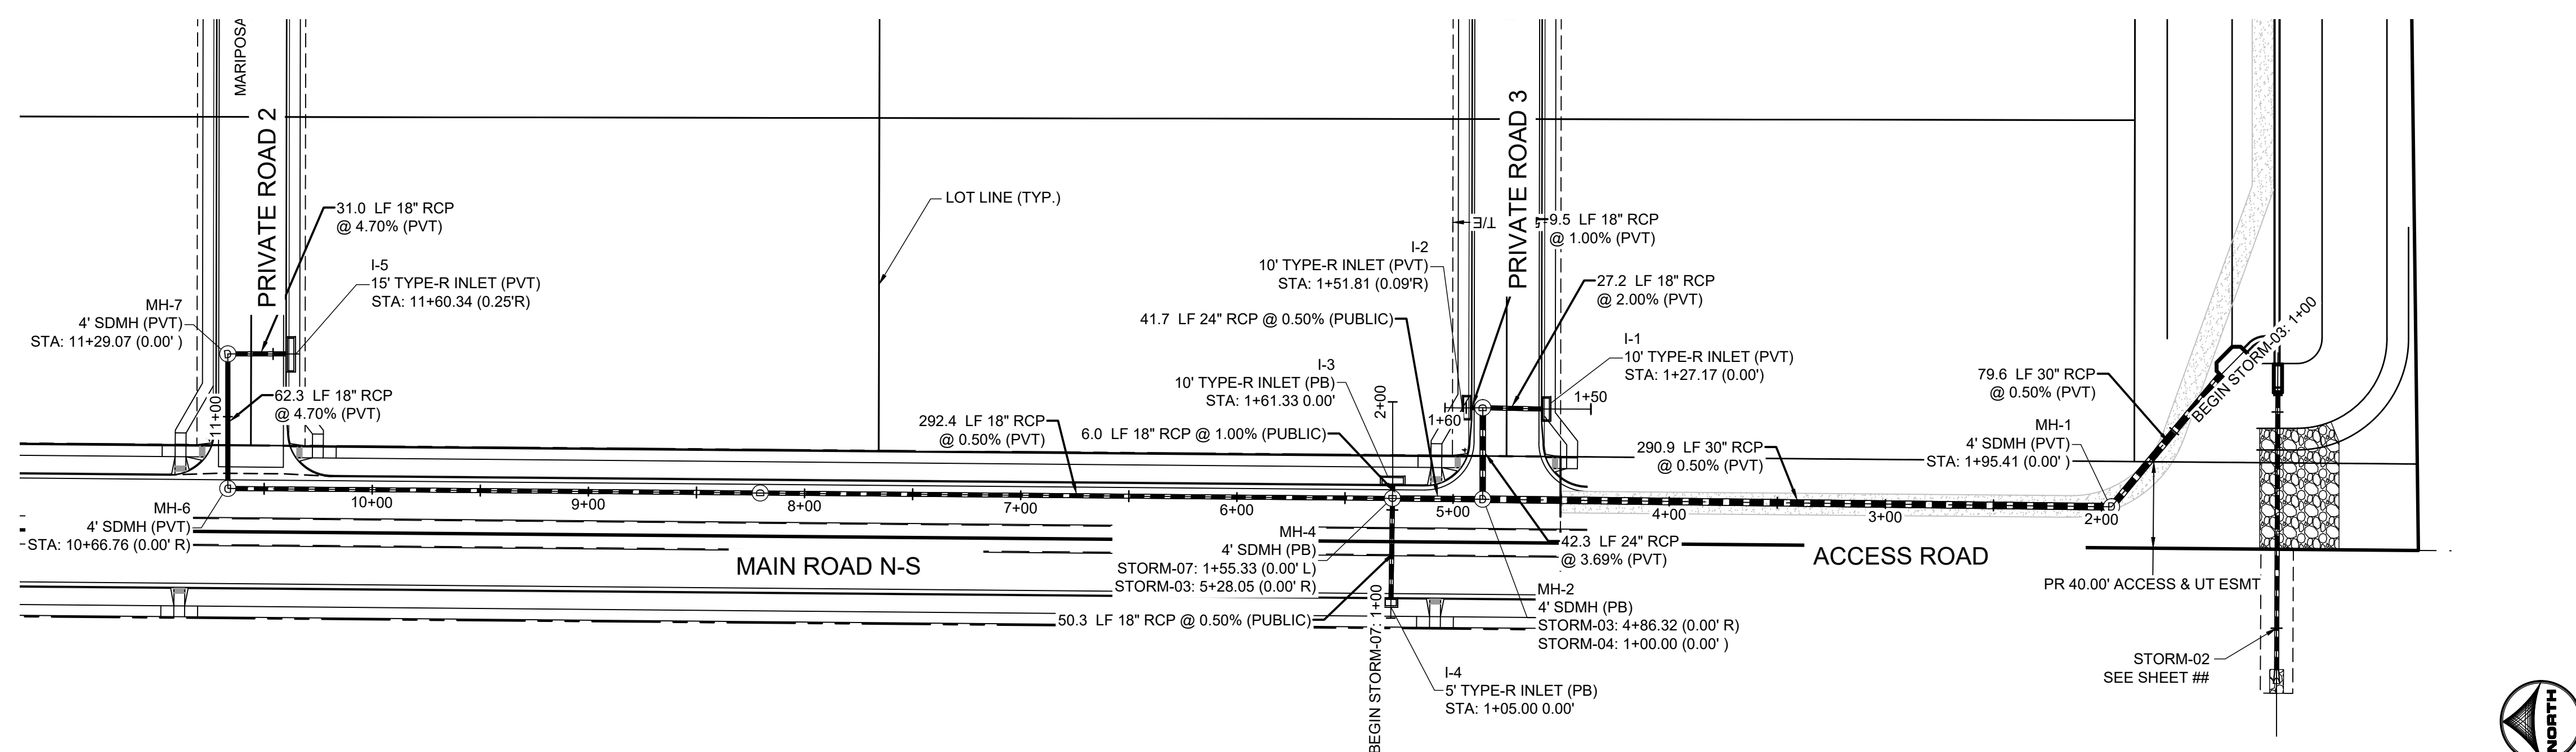 MARIPOSA
PRIVATE ROAD 2
31.0 LF 18" RCP
@ 4.70% (PVT)
I-5
15' TYPE-R INLET (PVT)
STA: 11+60.34 (0.25'R)
MH-7
4' SDMH (PVT)
STA: 11+29.07 (0.00' )
62.3 LF 18" RCP
@ 4.70% (PVT)
11+00
MH-6
4' SDMH (PVT)
STA: 10+66.76 (0.00' R)
LOT LINE (TYP.)
PRIVATE ROAD 3
T/E
9.5 LF 18" RCP
@ 1.00% (PVT)
I-2
10' TYPE-R INLET (PVT)
STA: 1+51.81 (0.09'R)
27.2 LF 18" RCP
@ 2.00% (PVT)
41.7 LF 24" RCP @ 0.50% (PUBLIC)
I-1
10' TYPE-R INLET (PVT)
STA: 1+27.17 (0.00')
I-3
10' TYPE-R INLET (PB)
STA: 1+61.33 0.00'
2+00
1+60
1+50
292.4 LF 18" RCP
@ 0.50% (PVT)
6.0 LF 18" RCP @ 1.00% (PUBLIC)
290.9 LF 30" RCP
@ 0.50% (PVT)
79.6 LF 30" RCP
@ 0.50% (PVT)
MH-1
4' SDMH (PVT)
STA: 1+95.41 (0.00' )
BEGIN STORM-03: 1+00
10+00
9+00
8+00
7+00
6+00
5+00
4+00
3+00
2+00
MAIN ROAD N-S
ACCESS ROAD
MH-4
4' SDMH (PB)
STORM-07: 1+55.33 (0.00' L)
STORM-03: 5+28.05 (0.00' R)
42.3 LF 24" RCP
@ 3.69% (PVT)
50.3 LF 18" RCP @ 0.50% (PUBLIC)
MH-2
4' SDMH (PB)
STORM-03: 4+86.32 (0.00' R)
STORM-04: 1+00.00 (0.00' )
BEGIN STORM-07: 1+00
I-4
5' TYPE-R INLET (PB)
STA: 1+05.00 0.00'
PR 40.00' ACCESS & UT ESMT
STORM-02
SEE SHEET ##
NORTH